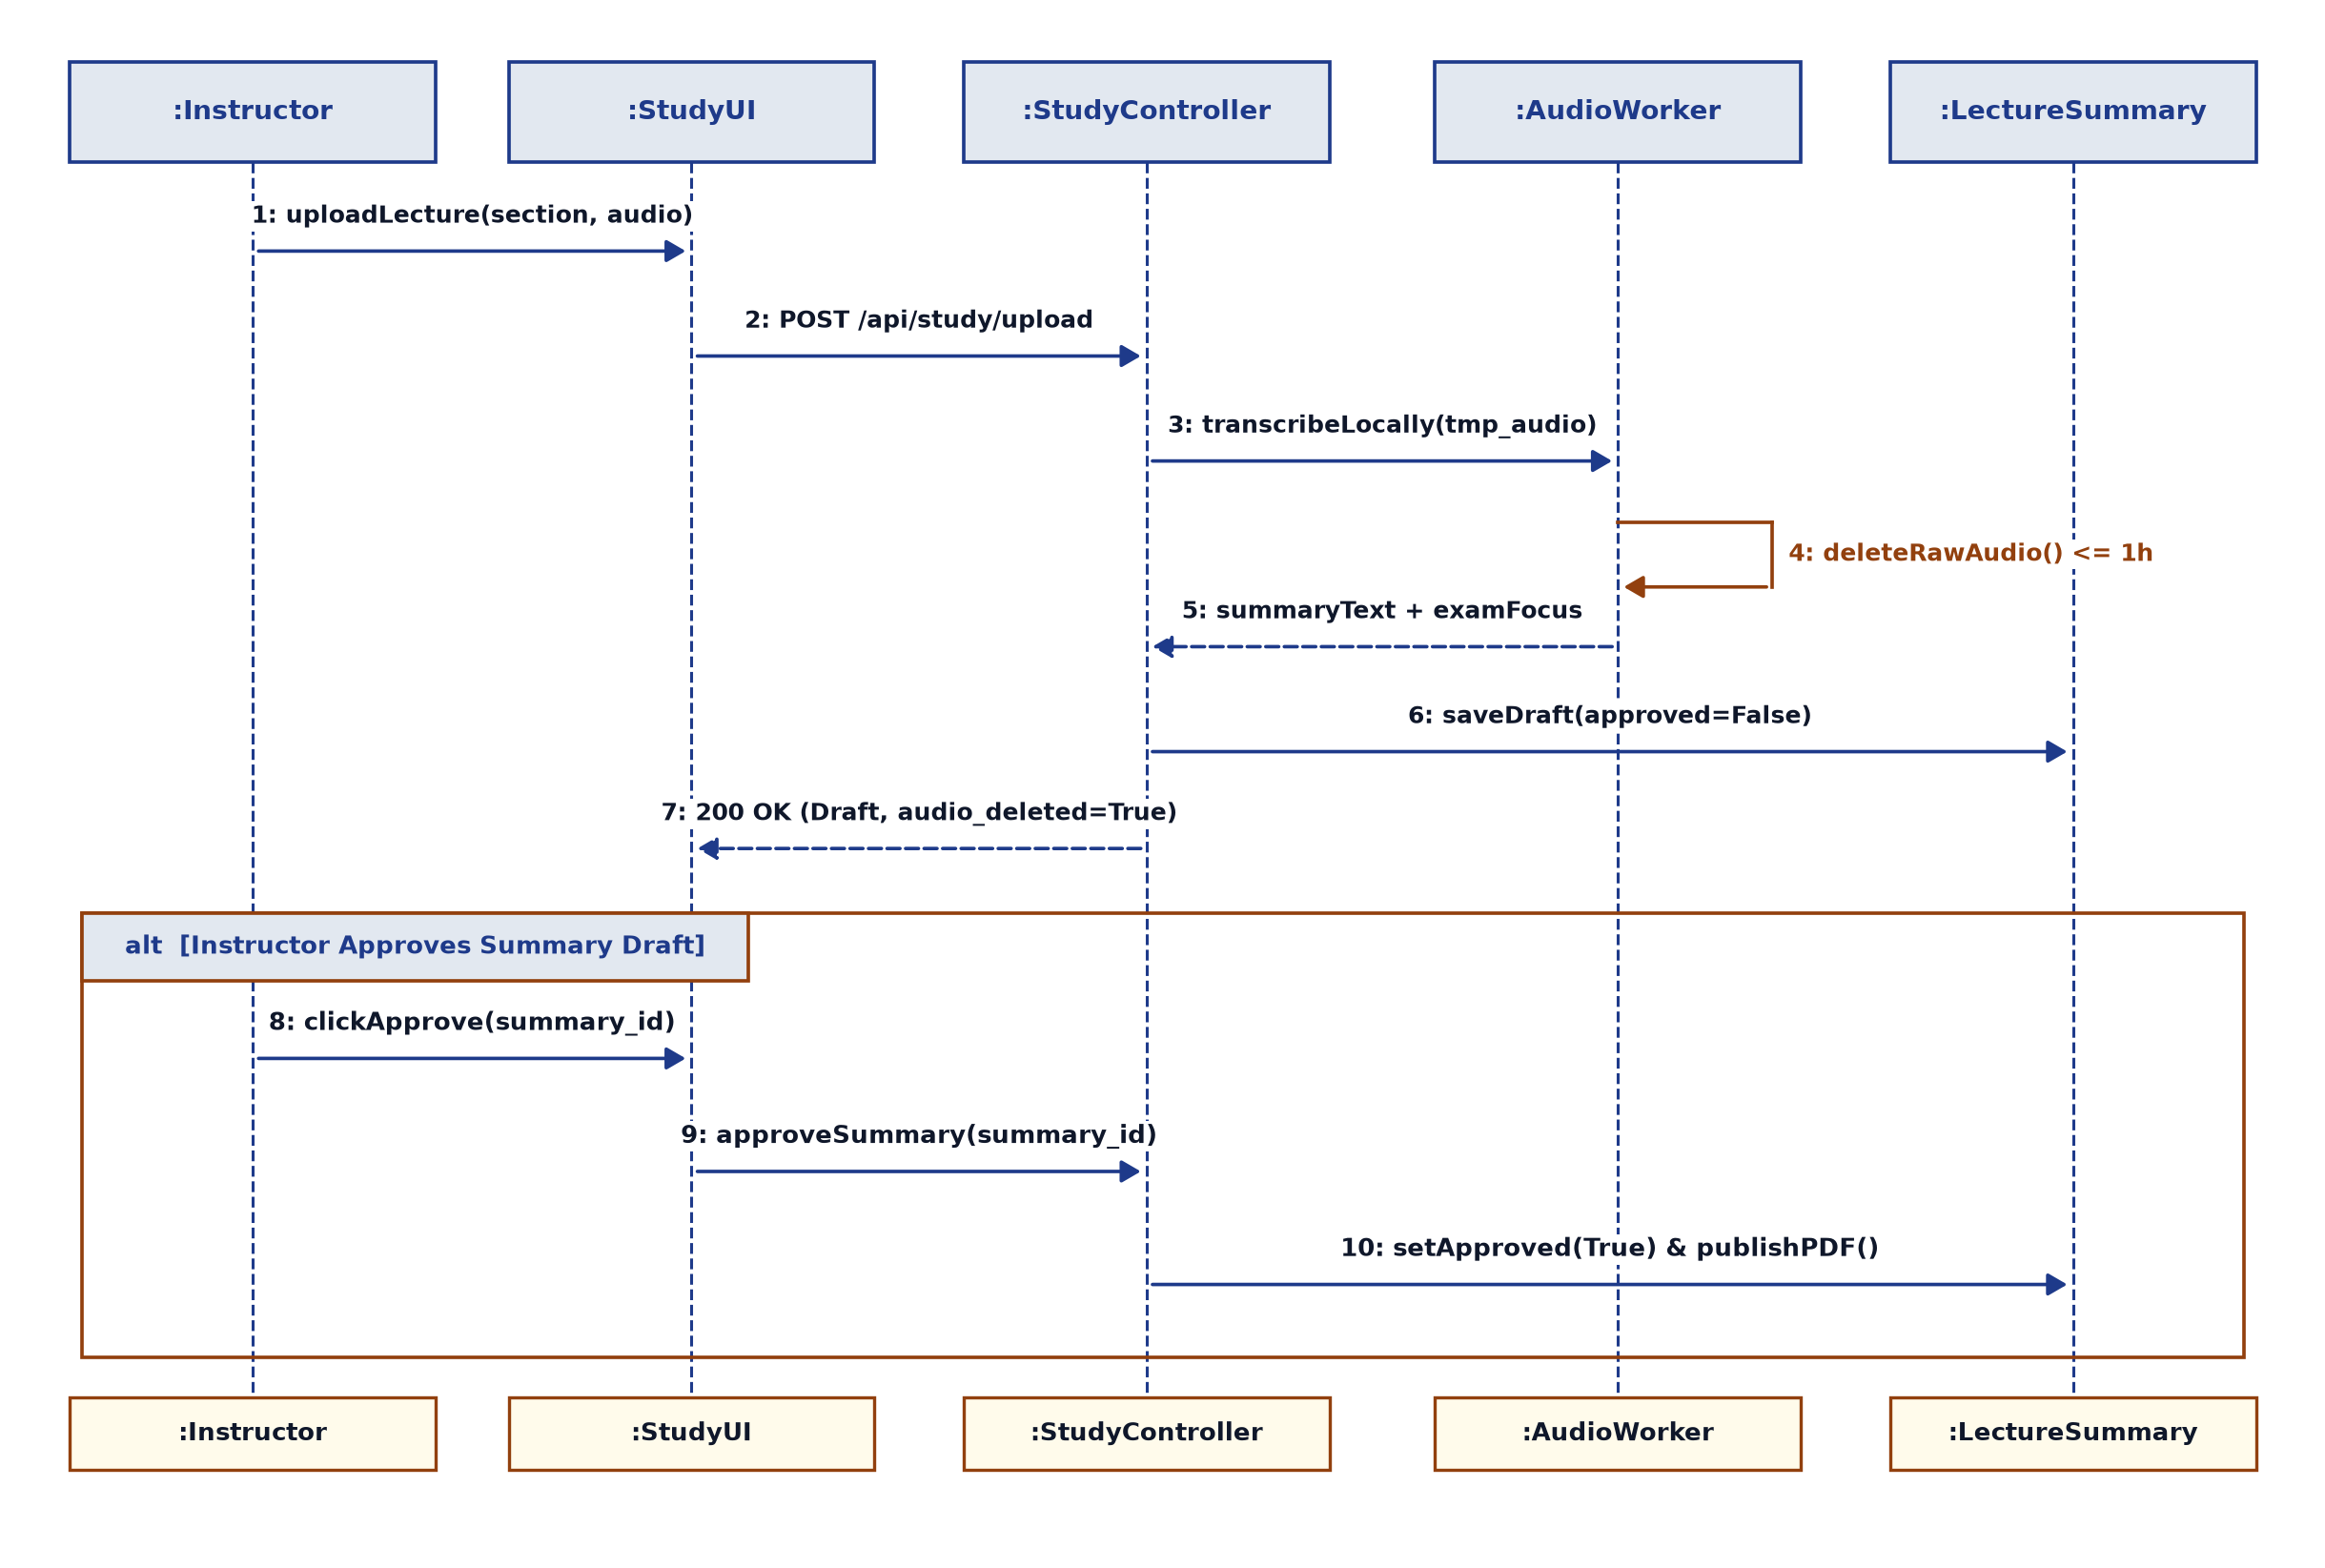 :Instructor
:StudyUI
:StudyController
:AudioWorker
:LectureSummary
1: uploadLecture(section, audio)
2: POST /api/study/upload
3: transcribeLocally(tmp_audio)
4: deleteRawAudio() <= 1h
5: summaryText + examFocus
6: saveDraft(approved=False)
7: 200 OK (Draft, audio_deleted=True)
alt  [Instructor Approves Summary Draft]
8: clickApprove(summary_id)
9: approveSummary(summary_id)
10: setApproved(True) & publishPDF()
:Instructor
:StudyUI
:StudyController
:AudioWorker
:LectureSummary